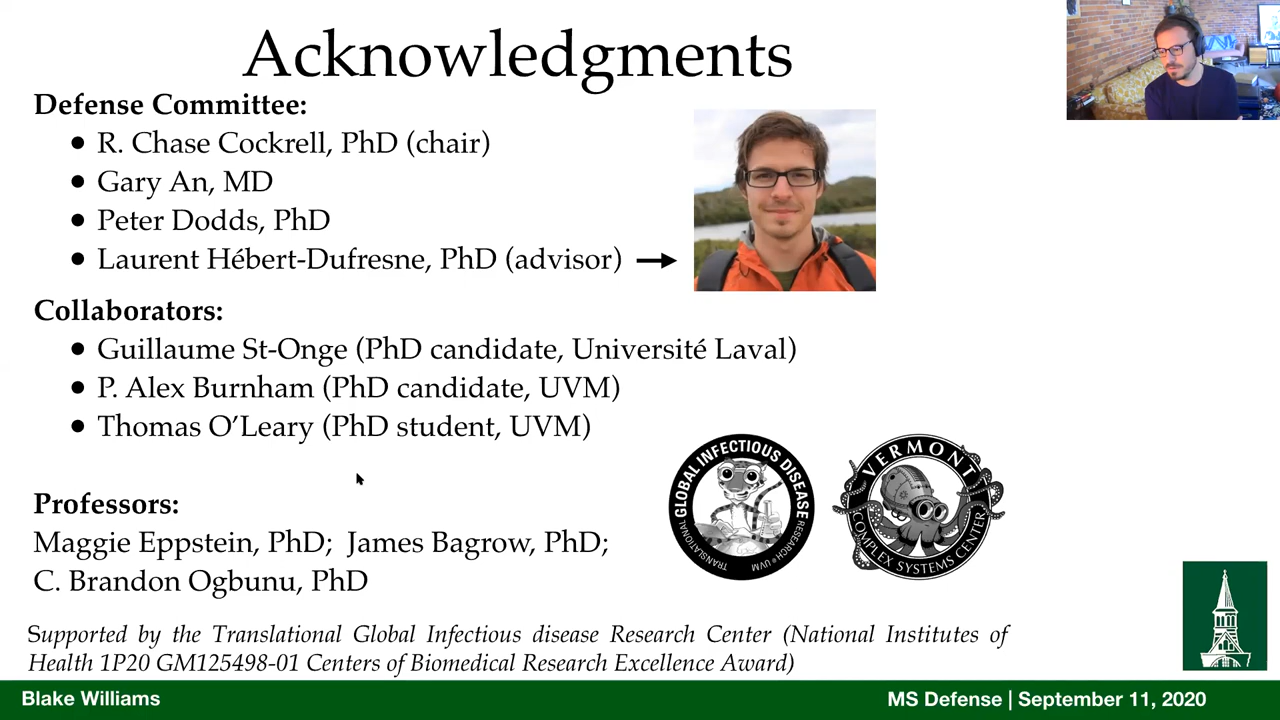 Acknowledgments
Defense Committee:
• R. Chase Cockrell, PhD (chair)
• Gary An, MD
• Peter Dodds, PhD
• Laurent Hébert-Dufresne, PhD (advisor)
Collaborators:
• Guillaume St-Onge (PhD candidate, Université Laval)
• P. Alex Burnham (PhD candidate, UVM)
• Thomas O’Leary (PhD student, UVM)
GLOBAL INFECTIOUS DISEASE
TRANSLATIONAL
RESEARCH UVM
VERMONT
COMPLEX SYSTEMS CENTER
Professors:
Maggie Eppstein, PhD; James Bagrow, PhD;
C. Brandon Ogbunu, PhD
Supported by the Translational Global Infectious disease Research Center (National Institutes of
Health 1P20 GM125498-01 Centers of Biomedical Research Excellence Award)
Blake Williams
MS Defense | September 11, 2020